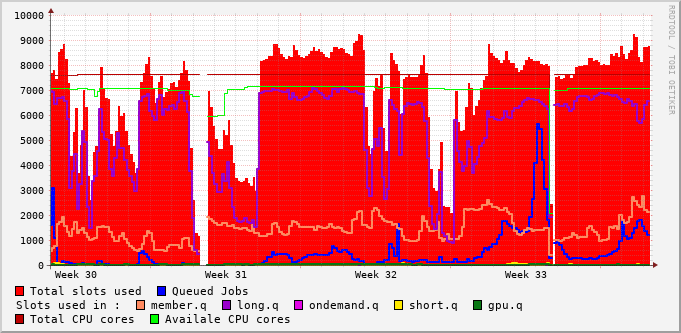 10000
9000
8000
7000
6000
5000
4000
3000
2000
1000
0
Week 30 Week 31 Week 32 Week 33
RRDTOOL / TOBI OETIKER
Total slots used Queued Jobs
Slots used in : member.q long.q ondemand.q short.q gpu.q
Total CPU cores Availale CPU cores